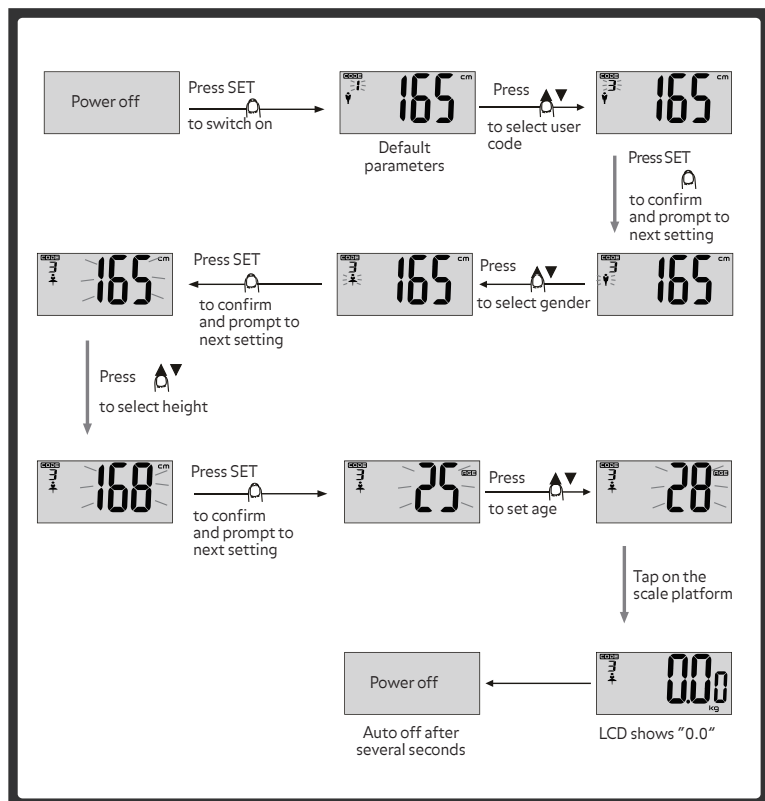 Power off
Press SET
to switch on
CODE
1
165 cm
Default
parameters
Press
to select user
code
CODE
3
165 cm
Press SET
to confirm
and prompt to
next setting
CODE
3
165 cm
Press
to select gender
CODE
3
165 cm
Press SET
to confirm
and prompt to
next setting
CODE
3
165 cm
Press
to select height
CODE
3
168 cm
Press SET
to confirm
and prompt to
next setting
CODE
3
25 AGE
Press
to set age
CODE
3
28 AGE
Tap on the
scale platform
CODE
3
0.00
kg
LCD shows "0.0"
Power off
Auto off after
several seconds